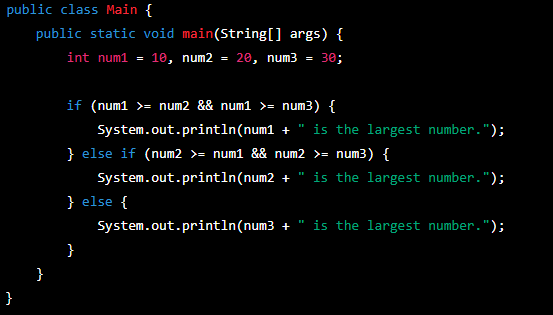 public class Main {
    public static void main(String[] args) {
        int num1 = 10, num2 = 20, num3 = 30;

        if (num1 >= num2 && num1 >= num3) {
            System.out.println(num1 + " is the largest number.");
        } else if (num2 >= num1 && num2 >= num3) {
            System.out.println(num2 + " is the largest number.");
        } else {
            System.out.println(num3 + " is the largest number.");
        }
    }
}